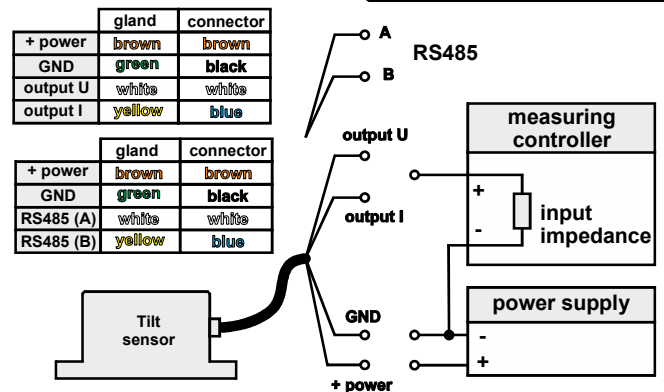 gland connector
+ power brown brown
GND green black
output U white white
output I yellow blue
gland connector
+ power brown brown
GND green black
RS485 (A) white white
RS485 (B) yellow blue
A
B
RS485
output U
output I
measuring
controller
+
-
input
impedance
GND
+ power
power supply
-
+
Tilt
sensor